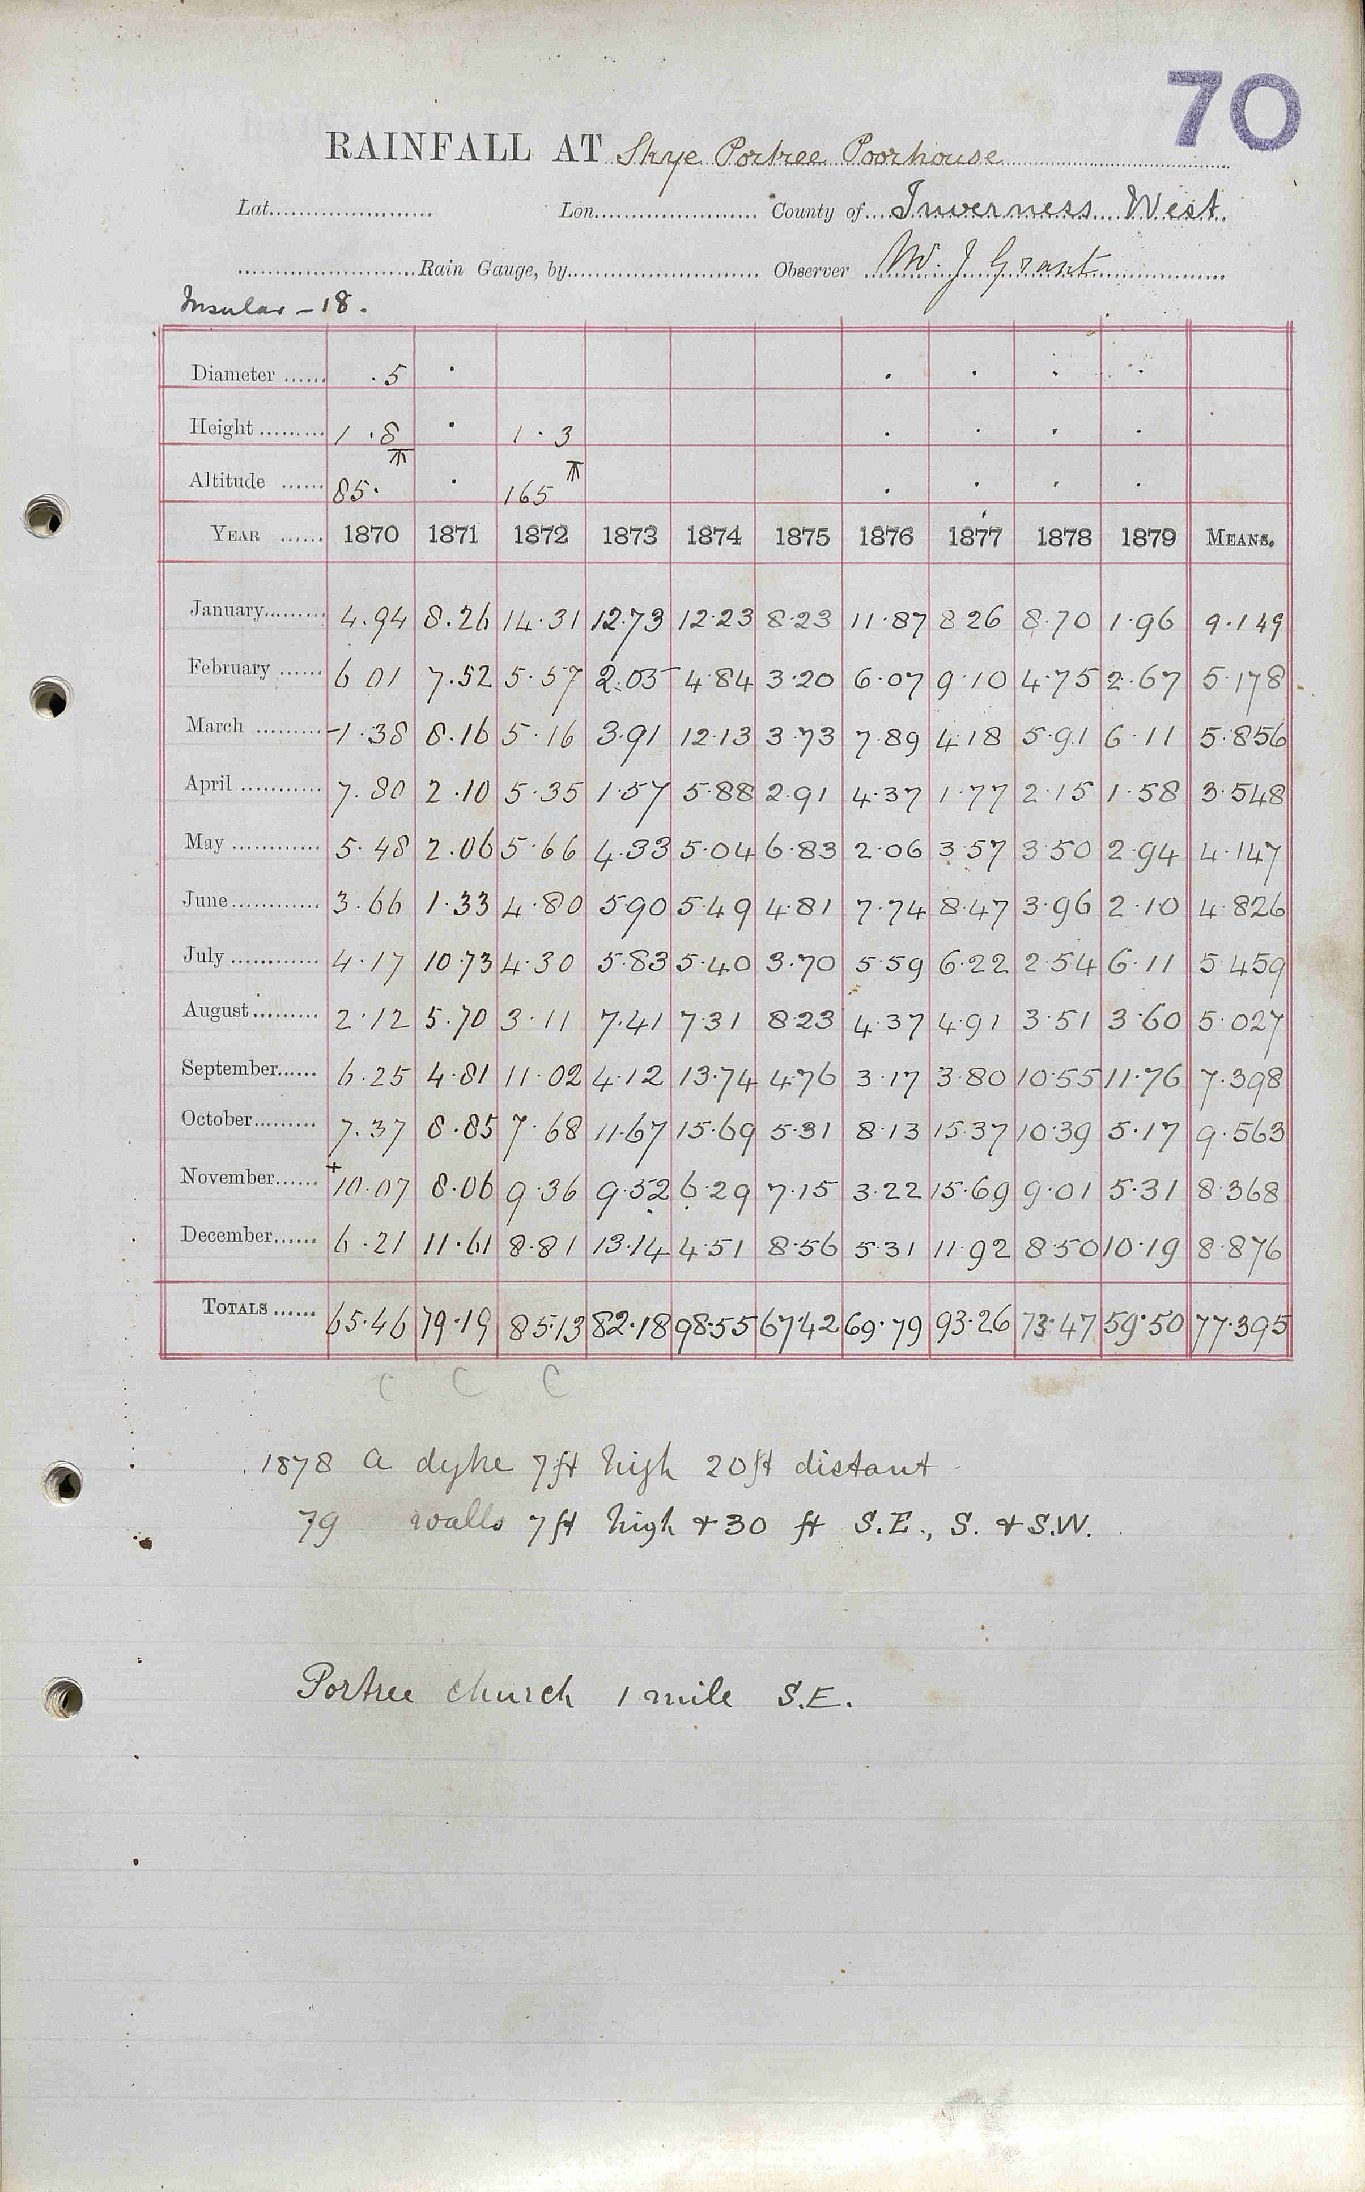 70
RAINFALL AT Skye Portree Poorhouse
Lat. Lon. County of Inverness West
Rain Gauge, by Observer W. J Grant
Insular - 18.
Diameter .5
Height 1.8 1.3
Altitude 85. 165
YEAR 1870 1871 1872 1873 1874 1875 1876 1877 1878 1879 MEANS.
January 4.94 8.26 14.31 12.73 12.23 8.23 11.87 8 26 8.70 1.96 9.149
February 6 01 7.52 5.57 2.05 4.84 3.20 6.07 9.10 4.75 2.67 5.178
March 1.38 8.16 5.16 3.91 12.13 3.73 7.89 4.18 5.91 6.11 5.856
April 7.80 2.10 5.35 1.57 5.88 2.91 4.37 1.77 2.15 1.58 3.548
May 5.48 2.06 5.66 4.33 5.04 6.83 2.06 3.57 3.50 2.94 4.147
June 3.66 1.33 4.80 5.90 5.49 4.81 7.74 8.47 3.96 2.10 4.826
July 4.17 10.73 4.30 5.83 5.40 3.70 5.59 6.22 2.54 6.11 5.459
August 2.12 5.70 3.11 7.41 7.31 8.23 4.37 4.91 3.51 3.60 5.027
September 6.25 4.81 11.02 4.12 13.74 4.76 3.17 3.80 10.55 11.76 7.398
October 7.37 8.85 7.68 11.67 15.69 5.31 8.13 15.37 10.39 5.17 9.563
November + 10.07 8.06 9.36 9.52 6.29 7.15 3.22 15.69 9.01 5.31 8.368
December 6.21 11.61 8.81 13.14 4.51 8.56 5.31 11.92 8.50 10.19 8.876
TOTALS 65.46 79.19 85.13 82.18 98.55 67.42 69.79 93.26 73.47 59.50 77.395
C C C
1878 a dyke 7ft high 20ft distant
79 walls 7ft high + 30 ft S.E., S. + S.W.
Portree church 1 mile S.E.